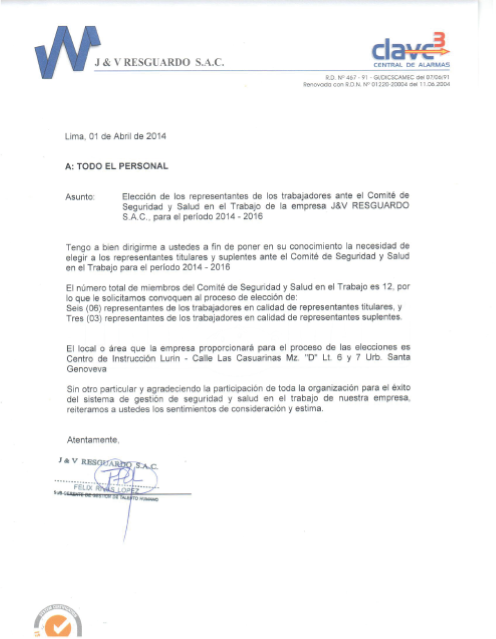 J & V RESGUARDO S.A.C.
clave3
CENTRAL DE ALARMAS
R.D. Nº 467 - 91 - GUDICSCAMEC del 07/06/91
Renovada con R.D.N. Nº 01220-20004 del 11.06.2004
Lima, 01 de Abril de 2014
A: TODO EL PERSONAL
Asunto: Elección de los representantes de los trabajadores ante el Comité de
Seguridad y Salud en el Trabajo de la empresa J&V RESGUARDO
S.A.C., para el período 2014 - 2016
Tengo a bien dirigirme a ustedes a fin de poner en su conocimiento la necesidad de
elegir a los representantes titulares y suplentes ante el Comité de Seguridad y Salud
en el Trabajo para el período 2014 - 2016
El número total de miembros del Comité de Seguridad y Salud en el Trabajo es 12, por
lo que le solicitamos convoquen al proceso de elección de:
Seis (06) representantes de los trabajadores en calidad de representantes titulares, y
Tres (03) representantes de los trabajadores en calidad de representantes suplentes.
El local o área que la empresa proporcionará para el proceso de las elecciones es
Centro de Instrucción Lurin - Calle Las Casuarinas Mz. "D" Lt. 6 y 7 Urb. Santa
Genoveva
Sin otro particular y agradeciendo la participación de toda la organización para el éxito
del sistema de gestión de seguridad y salud en el trabajo de nuestra empresa,
reiteramos a ustedes los sentimientos de consideración y estima.
Atentamente,
J & V RESGUARDO S.A.C.
FELIX RIVAS LOPEZ
SUB GERENTE DE GESTION DE TALENTO HUMANO